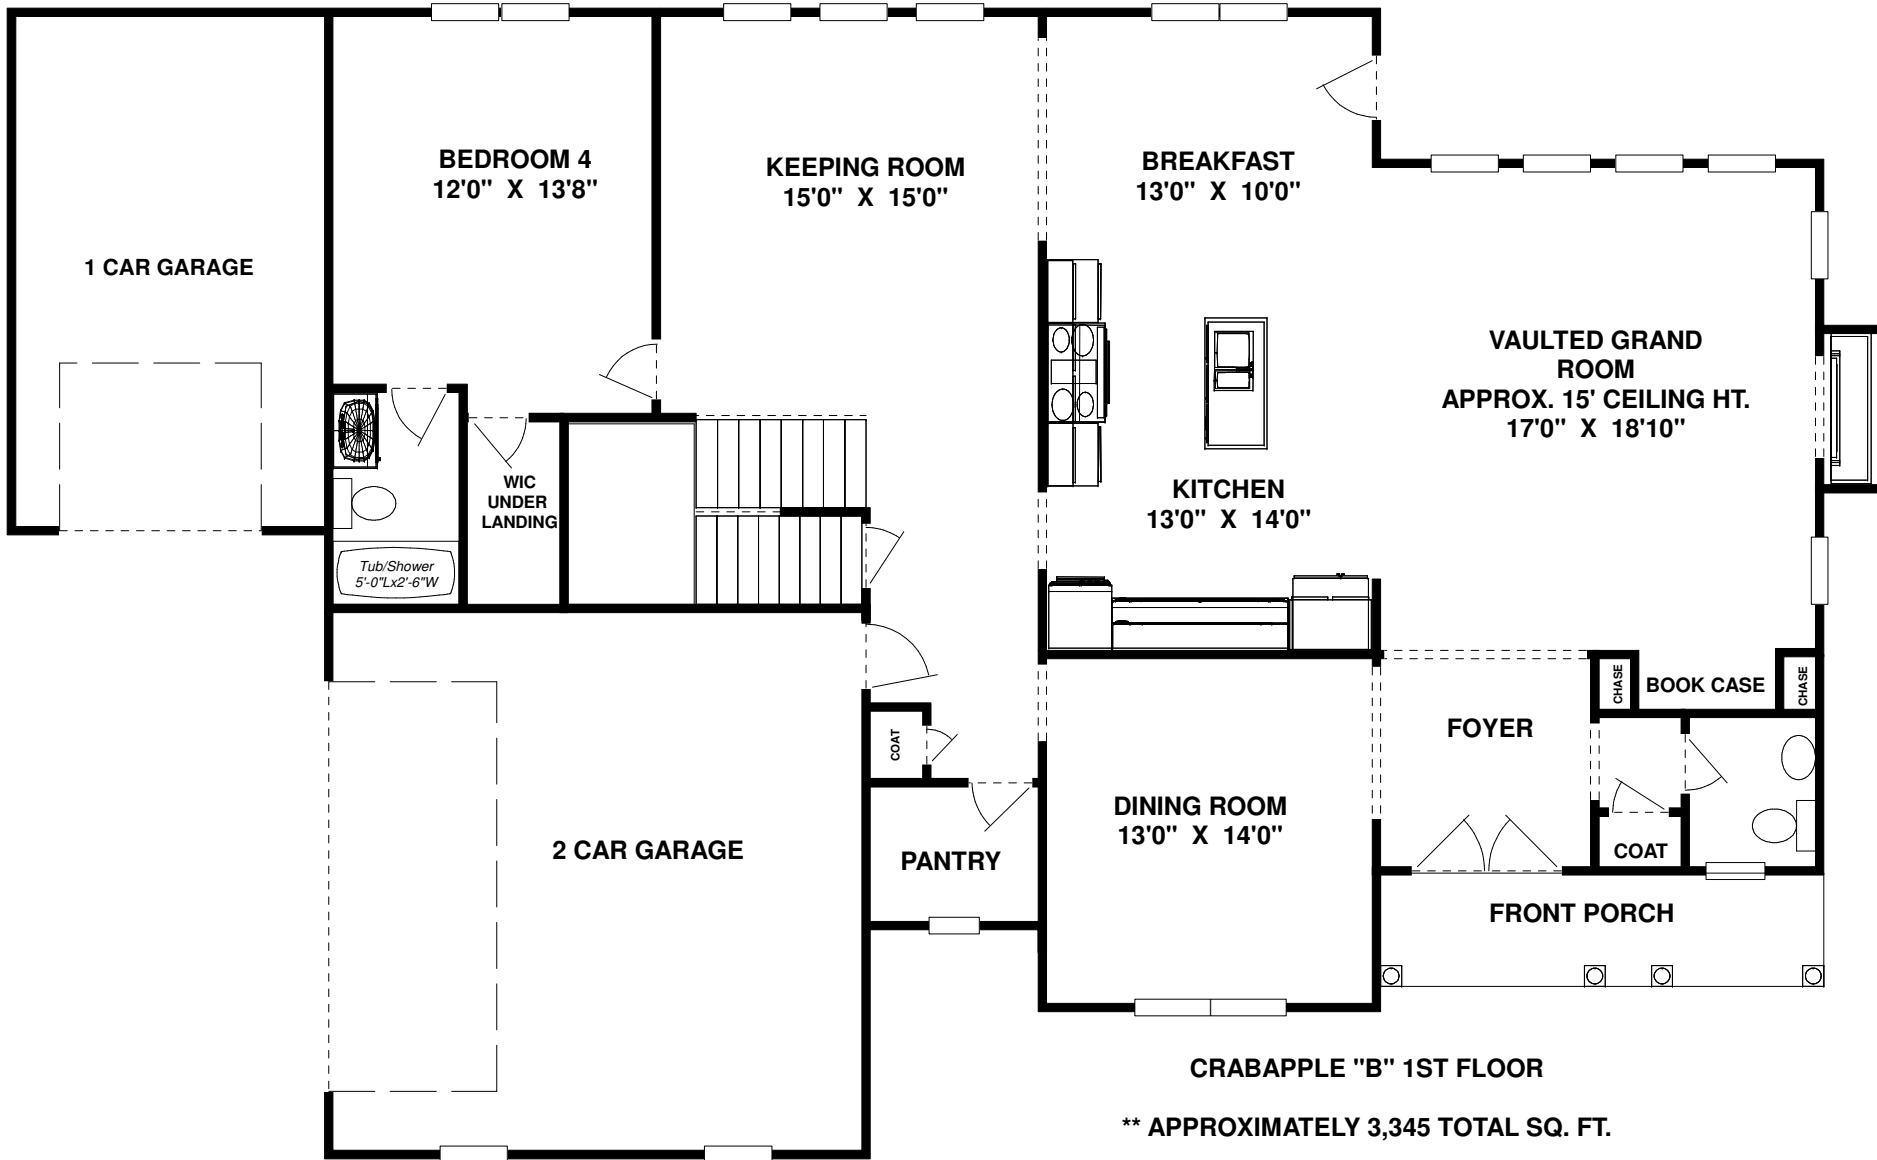 BEDROOM 4
12'0" X 13'8"
KEEPING ROOM
15'0" X 15'0"
BREAKFAST
13'0" X 10'0"
1 CAR GARAGE
VAULTED GRAND
ROOM
APPROX. 15' CEILING HT.
17'0" X 18'10"
WIC
UNDER
LANDING
KITCHEN
13'0" X 14'0"
Tub/Shower
5'-0"Lx2'-6"W
CHASE
BOOK CASE
CHASE
FOYER
COAT
DINING ROOM
13'0" X 14'0"
2 CAR GARAGE
PANTRY
COAT
FRONT PORCH
CRABAPPLE "B" 1ST FLOOR
** APPROXIMATELY 3,345 TOTAL SQ. FT.